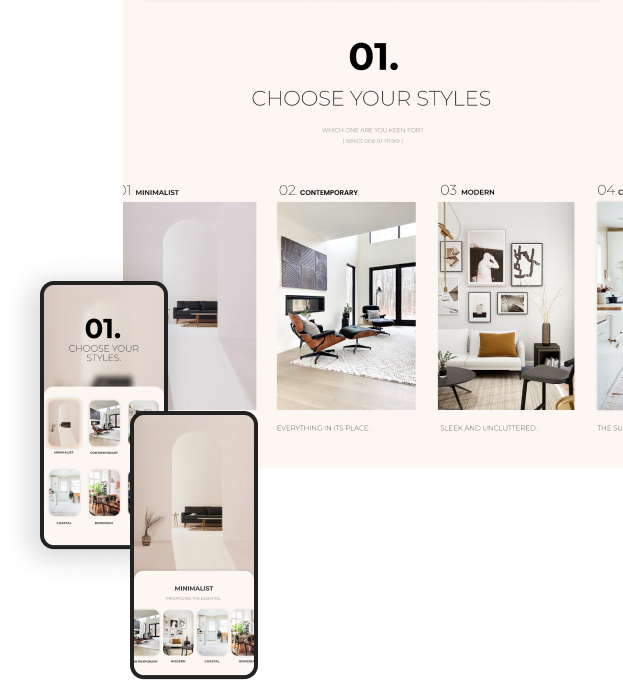 01.
CHOOSE YOUR STYLES
WHICH ONE ARE YOU KEEN FOR?
( select one or more )
01. MINIMALIST
02. CONTEMPORARY
03. MODERN
04. C
EVERYTHING IN ITS PLACE.
SLEEK AND UNCLUTTERED.
THE SU
01.
CHOOSE YOUR
STYLES.
MINIMALIST
CONTEMPORARY
COASTAL
BOHEMIAN
MINIMALIST
PRIORITIZING THE ESSENTIAL
NTEMPORARY
MODERN
COASTAL
BOHEMIA